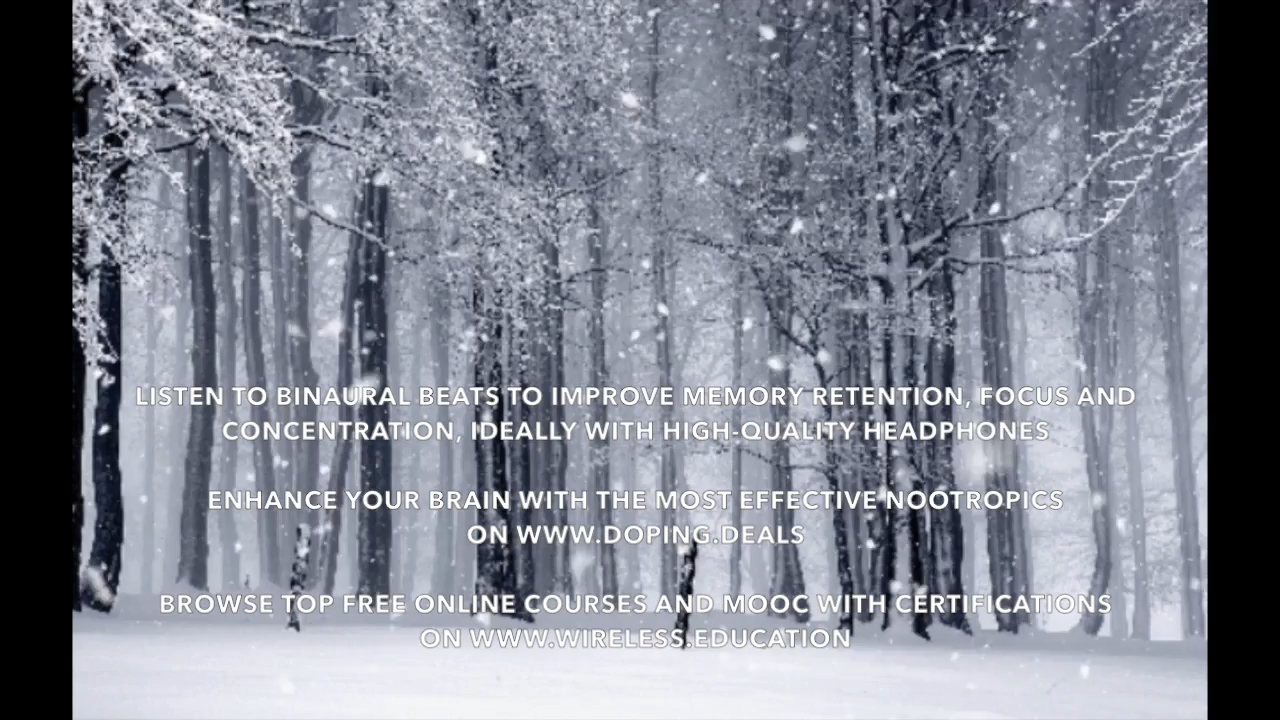 LISTEN TO BINAURAL BEATS TO IMPROVE MEMORY RETENTION, FOCUS AND
CONCENTRATION, IDEALLY WITH HIGH-QUALITY HEADPHONES
ENHANCE YOUR BRAIN WITH THE MOST EFFECTIVE NOOTROPICS
ON WWW.DOPING.DEALS
BROWSE TOP FREE ONLINE COURSES AND MOOC WITH CERTIFICATIONS
ON WWW.WIRELESS.EDUCATION